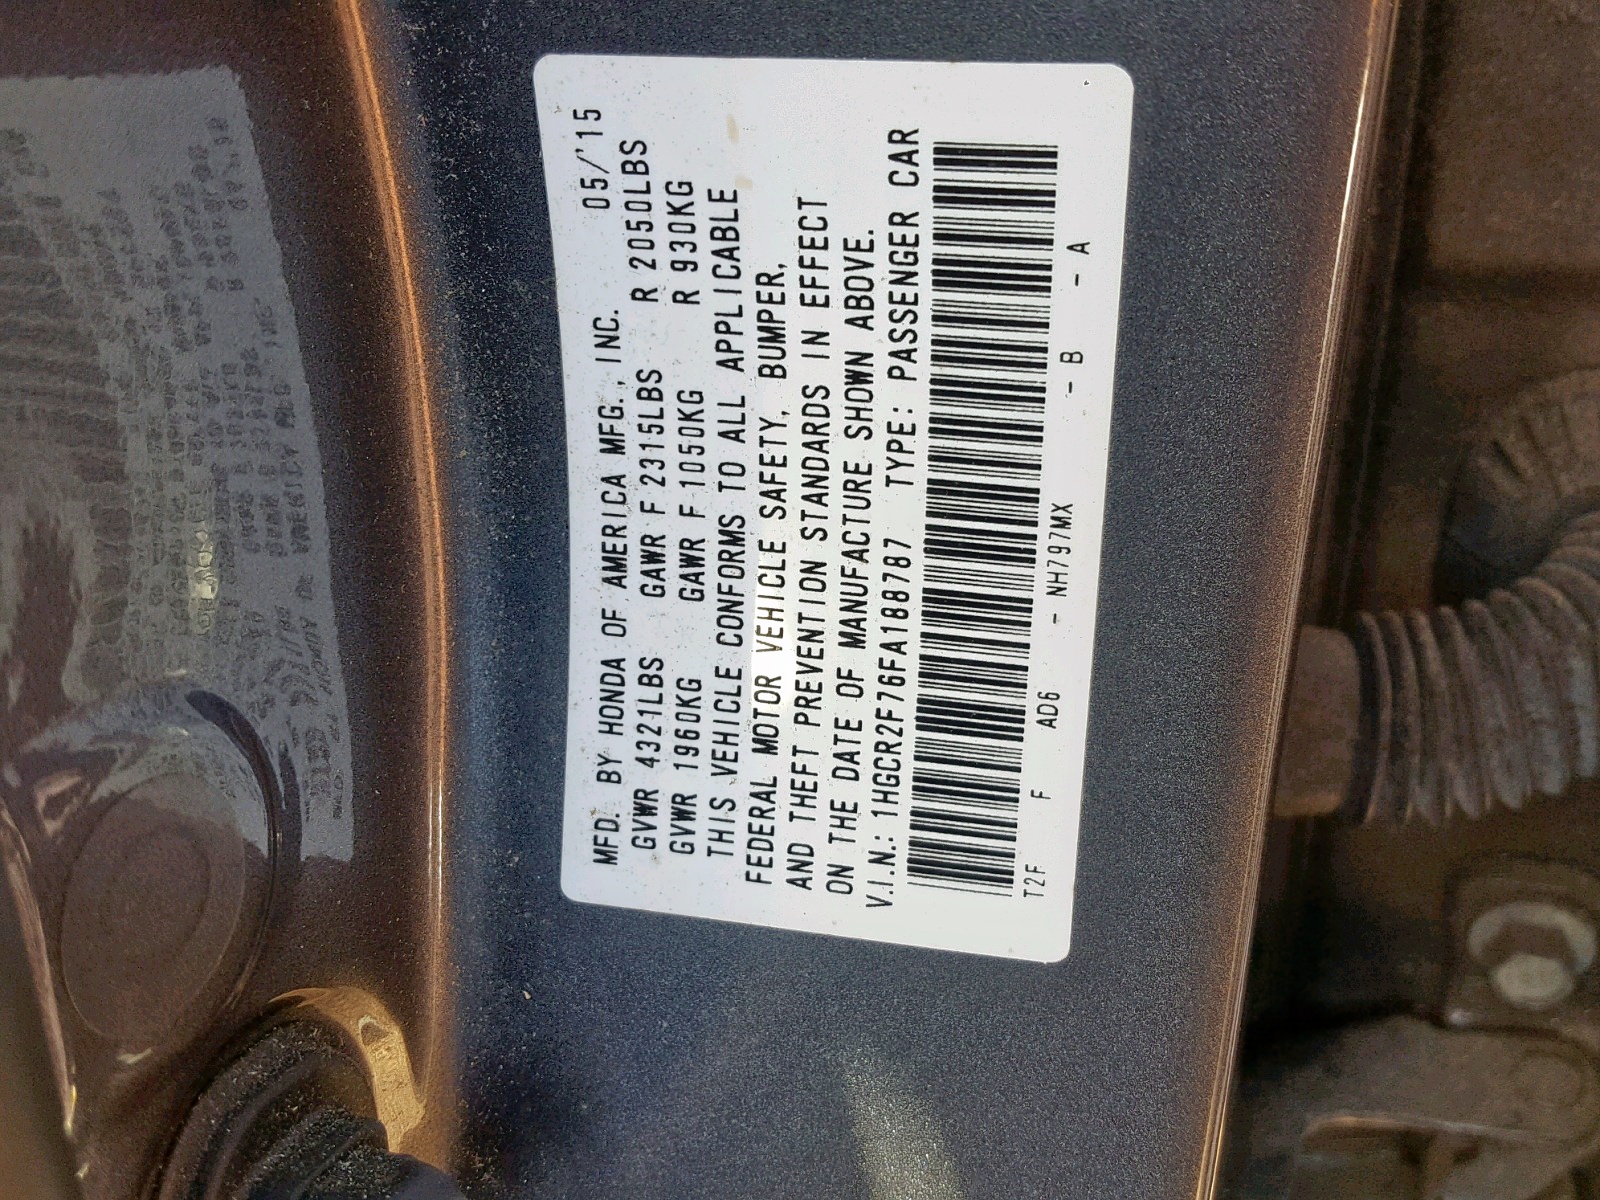 MFD. BY HONDA OF AMERICA MFG., INC. 05/'15
GVWR 4321LBS GAWR F 2315LBS R 2050LBS
GVWR 1960KG GAWR F 1050KG R 930KG
THIS VEHICLE CONFORMS TO ALL APPLICABLE
FEDERAL MOTOR VEHICLE SAFETY, BUMPER,
AND THEFT PREVENTION STANDARDS IN EFFECT
ON THE DATE OF MANUFACTURE SHOWN ABOVE.
V.I.N.: 1HGCR2F76FA188787 TYPE: PASSENGER CAR
T2F F AD6 - NH797MX - B - A